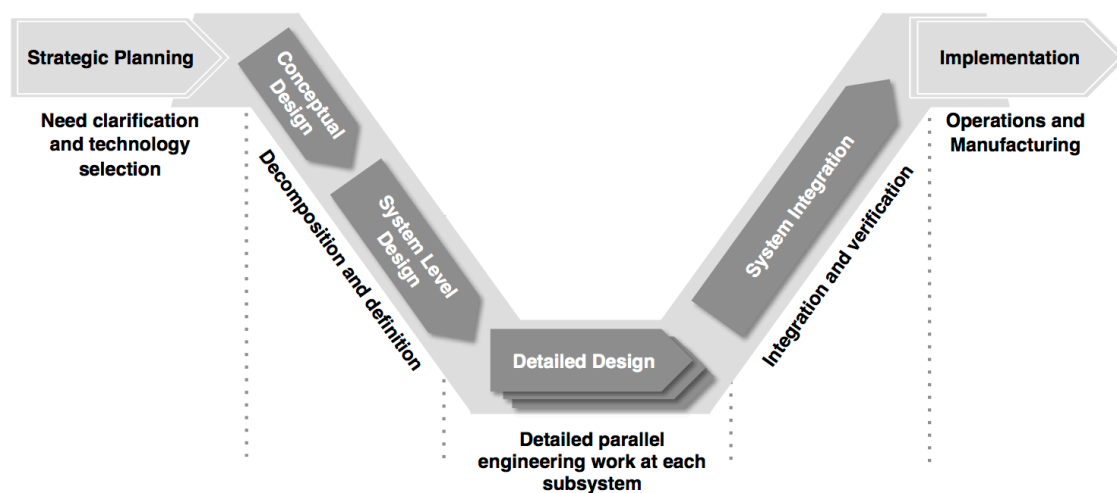 Strategic Planning
Need clarification
and technology
selection
Conceptual
Design
System Level
Design
Decomposition and definition
Detailed Design
Detailed parallel
engineering work at each
subsystem
System Integration
Integration and verification
Implementation
Operations and
Manufacturing